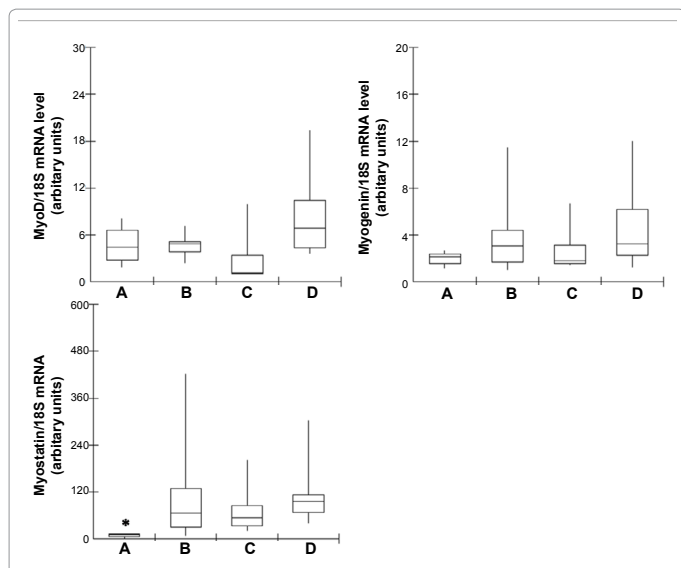 MyoD/18S mRNA level
(arbitary units)
30
24
18
12
6
0
A B C D
Myogenin/18S mRNA level
(arbitary units)
20
16
12
8
4
0
A B C D
Myostatin/18S mRNA
(arbitary units)
600
480
360
240
120
0
*
A B C D